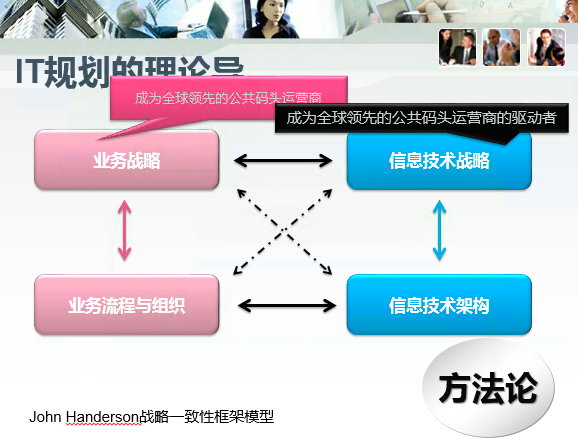 IT规划的理论导
成为全球领先的公共码头运营商
成为全球领先的公共码头运营商的驱动者
业务战略
信息技术战略
业务流程与组织
信息技术架构
方法论
John Handerson战略一致性框架模型